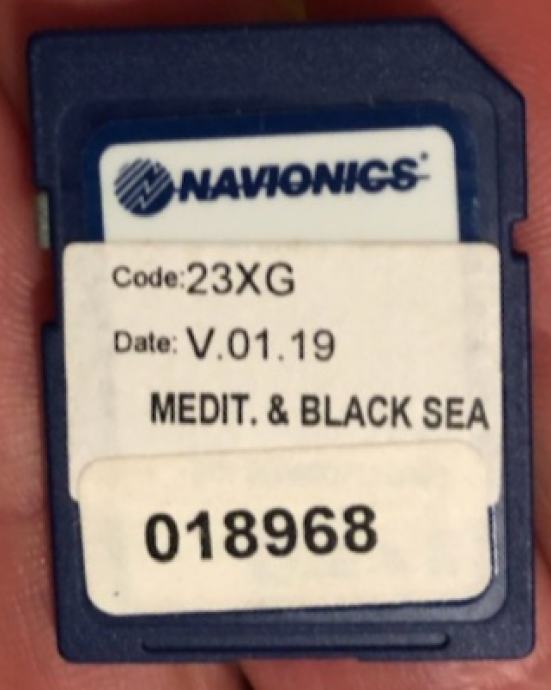 NAVIONICS
Code:23XG
Date: V.01.19
MEDIT. & BLACK SEA
018968